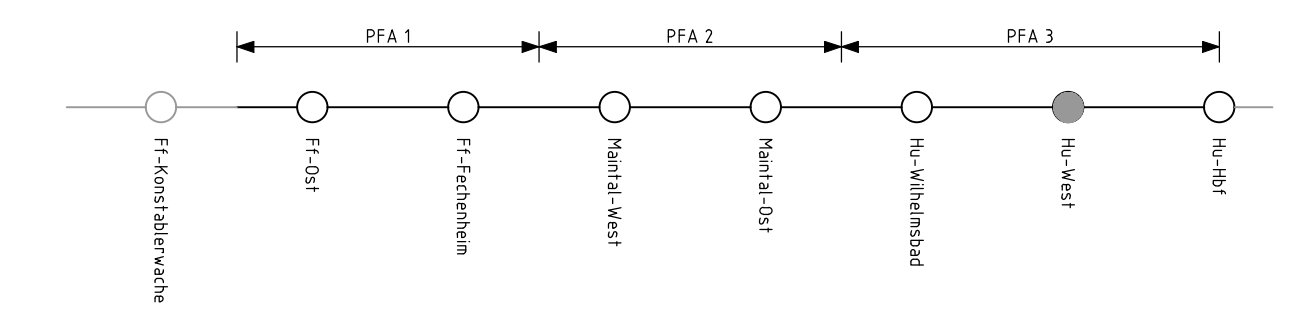 PFA 1
PFA 2
PFA 3
Ff-Konstablerwache
Ff-Ost
Ff-Fechenheim
Maintal-West
Maintal-Ost
Hu-Wilhelmsbad
Hu-West
Hu-Hbf